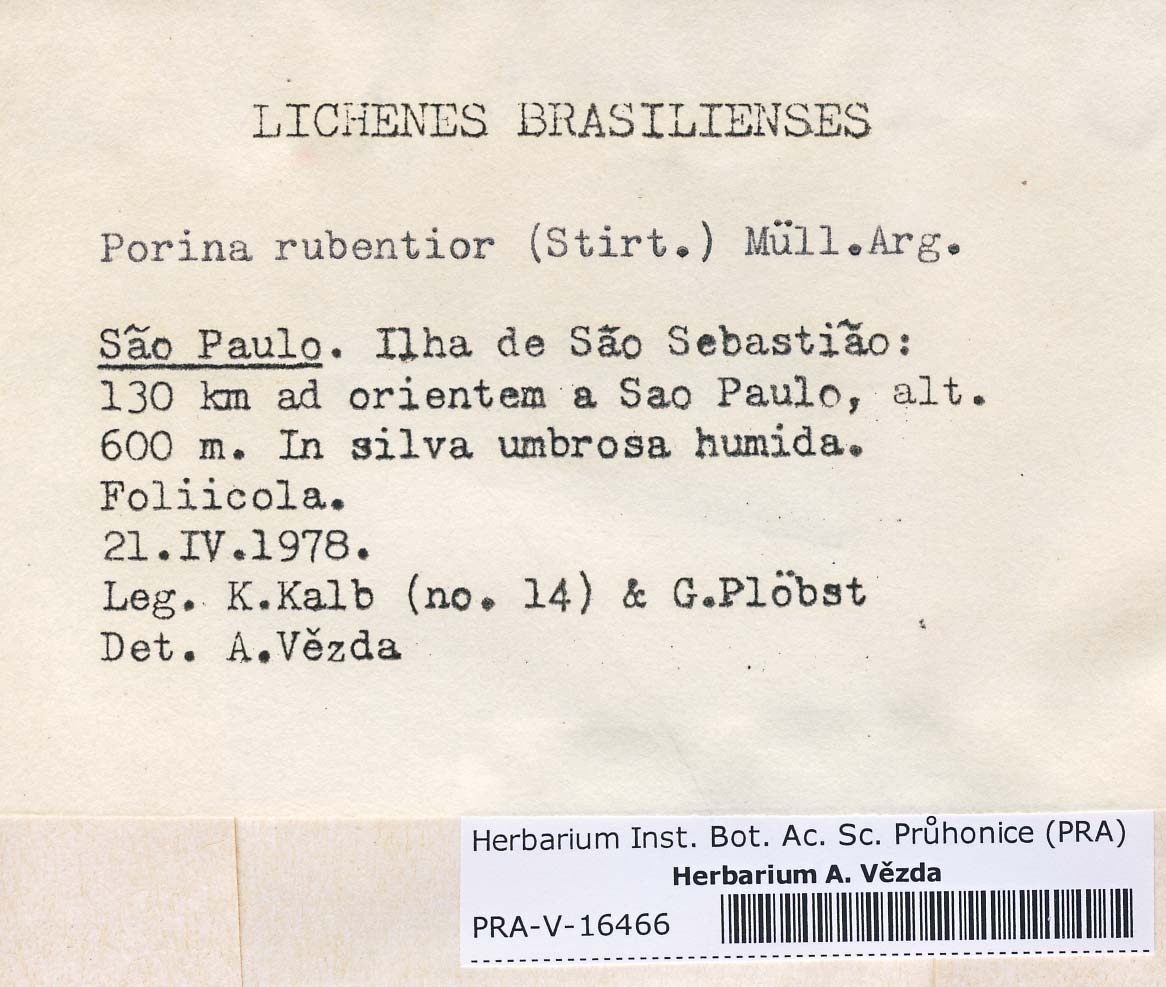 LICHENES BRASILIENSES
Porina rubentior (Stirt.) Müll.Arg.
São Paulo. Ilha de São Sebastião:
130 km ad orientem a Sao Paulo, alt.
600 m. In silva umbrosa humida.
Foliicola.
21.IV.1978.
Leg. K.Kalb (no. 14) & G.Plöbst
Det. A.Vězda
Herbarium Inst. Bot. Ac. Sc. Průhonice (PRA)
Herbarium A. Vězda
PRA-V-16466